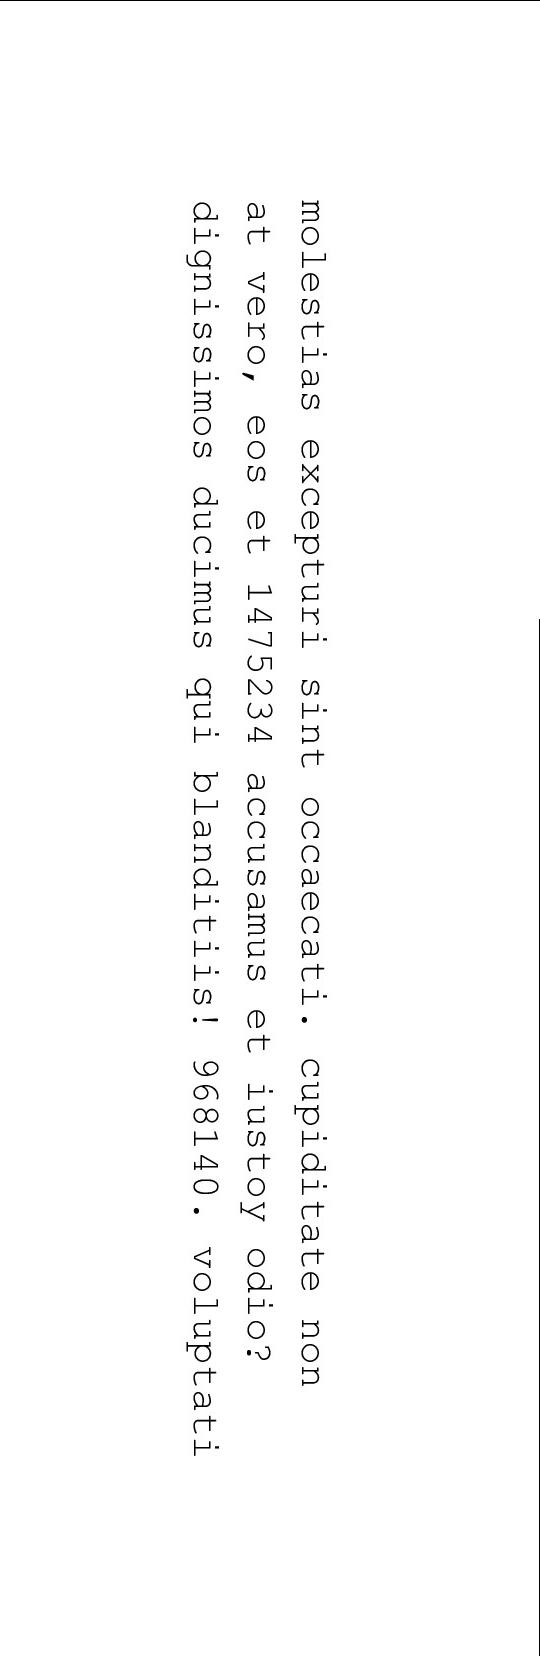 molestias excepturi sint occaecati. cupiditate non
at vero, eos et 1475234 accusamus et iustoy odio?
dignissimos ducimus qui blanditiis! 968140. voluptati